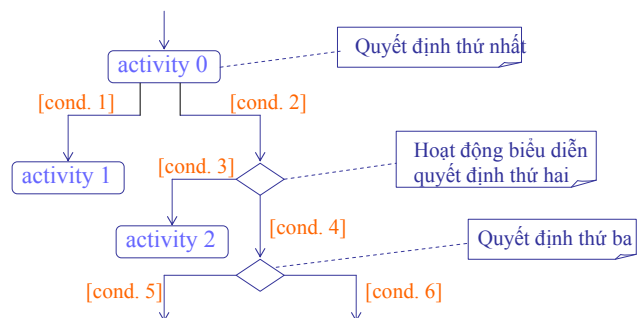 Quyết định thứ nhất
activity 0
[cond. 1]
[cond. 2]
Hoạt động biểu diễn
quyết định thứ hai
[cond. 3]
activity 1
[cond. 4]
activity 2
Quyết định thứ ba
[cond. 5]
[cond. 6]